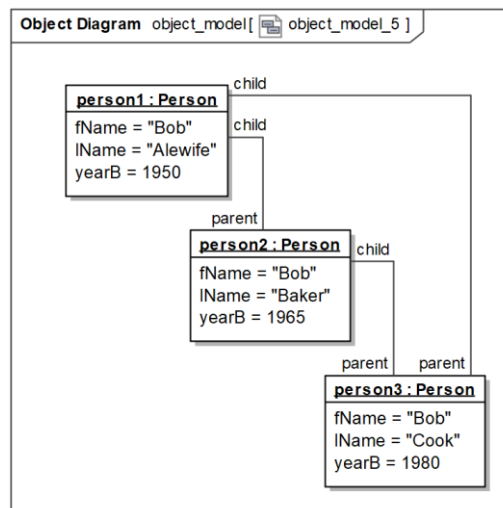 Object Diagram object_model[ object_model_5 ]
child
person1 : Person
fName = "Bob"
lName = "Alewife"
yearB = 1950
child
parent
person2 : Person
fName = "Bob"
lName = "Baker"
yearB = 1965
child
parent
parent
person3 : Person
fName = "Bob"
lName = "Cook"
yearB = 1980